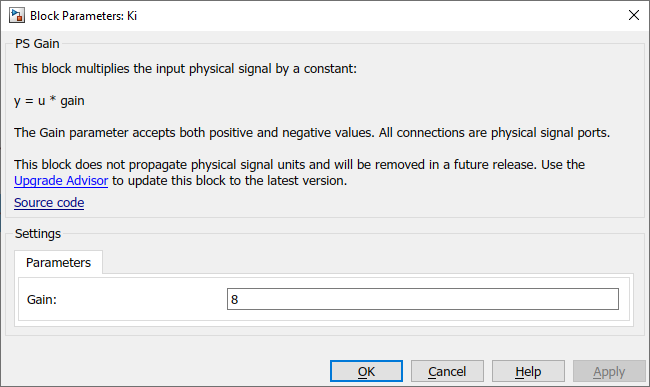 Block Parameters: Ki
PS Gain
This block multiplies the input physical signal by a constant:
y = u * gain
The Gain parameter accepts both positive and negative values. All connections are physical signal ports.
This block does not propagate physical signal units and will be removed in a future release. Use the
Upgrade Advisor to update this block to the latest version.
Source code
Settings
Parameters
Gain: 8
OK Cancel Help Apply